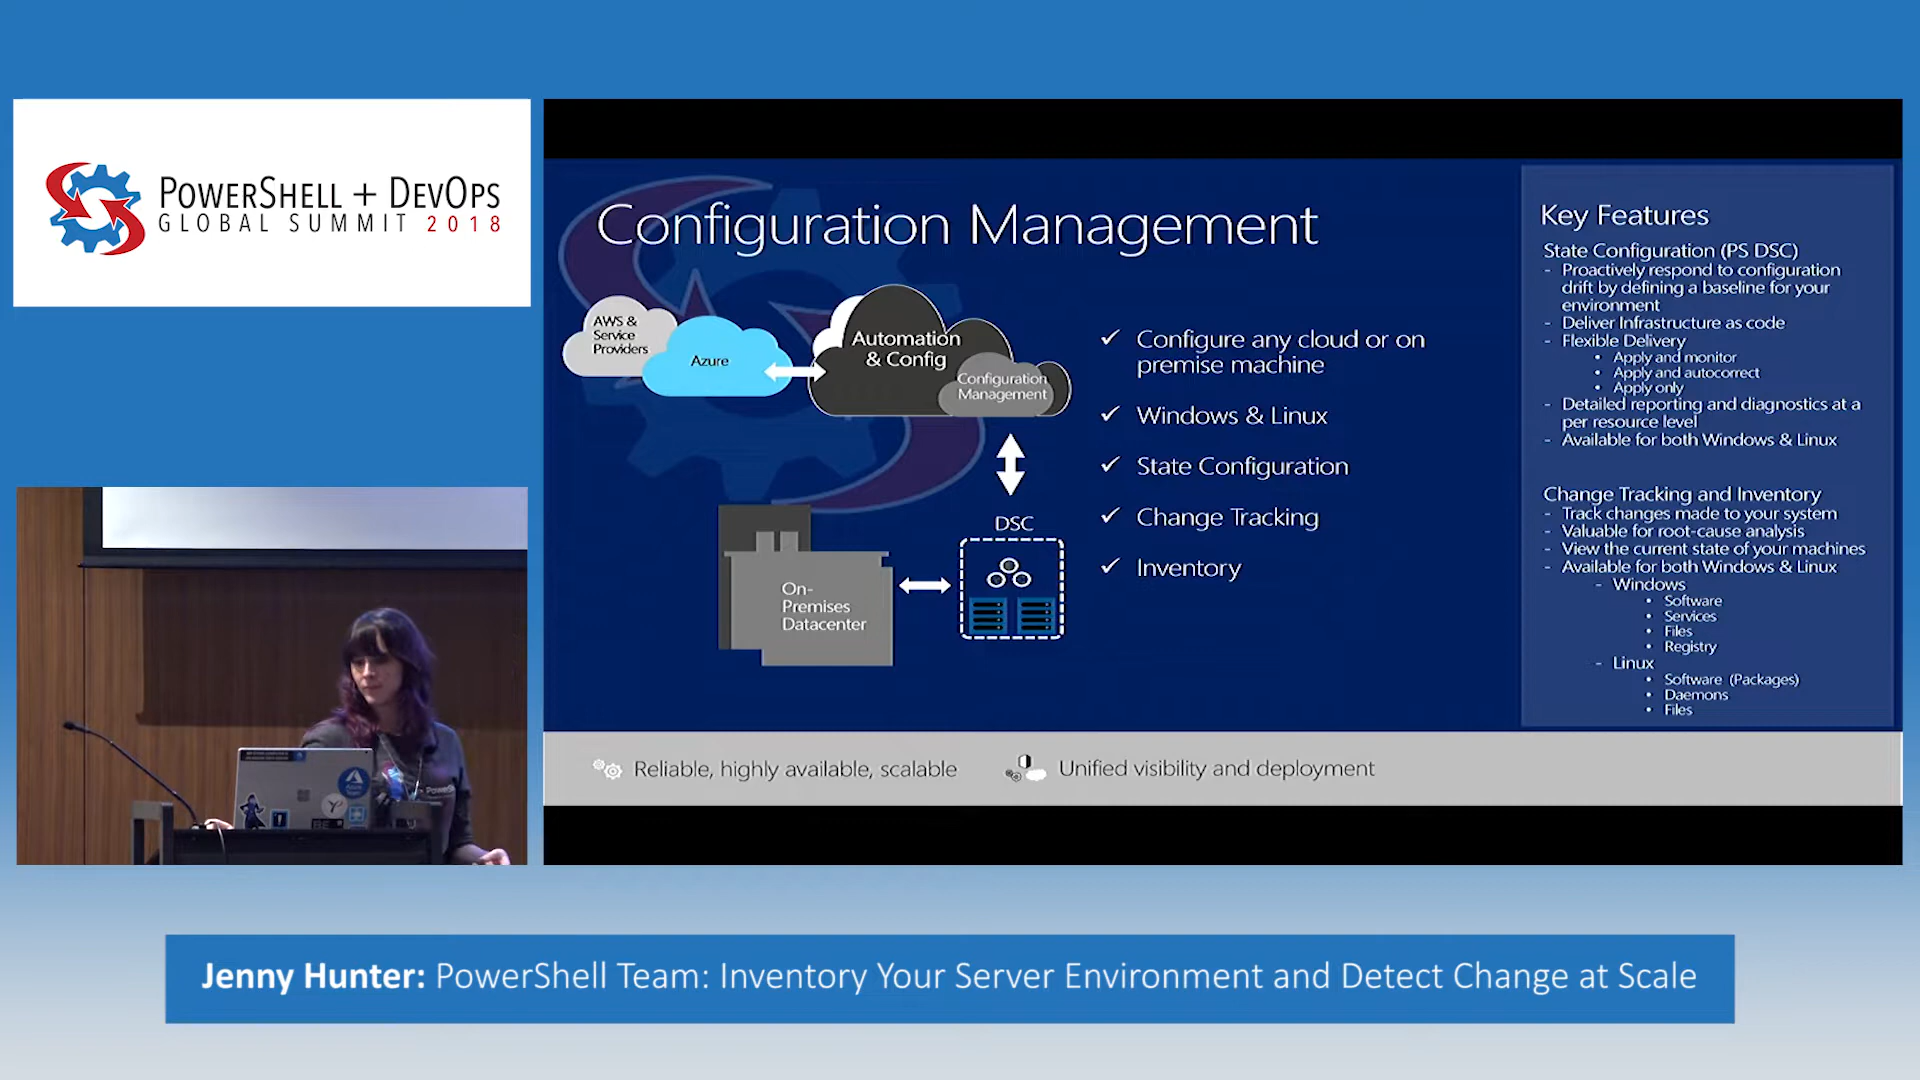 POWERSHELL + DEVOPS
GLOBAL SUMMIT 2018
Configuration Management
AWS &
Service
Providers
Azure
Automation
& Config
Configuration
Management
DSC
On-
Premises
Datacenter
✓ Configure any cloud or on
premise machine
✓ Windows & Linux
✓ State Configuration
✓ Change Tracking
✓ Inventory
Key Features
State Configuration (PS DSC)
- Proactively respond to configuration
drift by defining a baseline for your
environment
- Deliver Infrastructure as code
- Flexible Delivery
• Apply and monitor
• Apply and autocorrect
• Apply only
- Detailed reporting and diagnostics at a
per resource level
- Available for both Windows & Linux
Change Tracking and Inventory
- Track changes made to your system
- Valuable for root-cause analysis
- View the current state of your machines
- Available for both Windows & Linux
- Windows
• Software
• Services
• Files
• Registry
- Linux
• Software (Packages)
• Daemons
• Files
Reliable, highly available, scalable
Unified visibility and deployment
Jenny Hunter: PowerShell Team: Inventory Your Server Environment and Detect Change at Scale